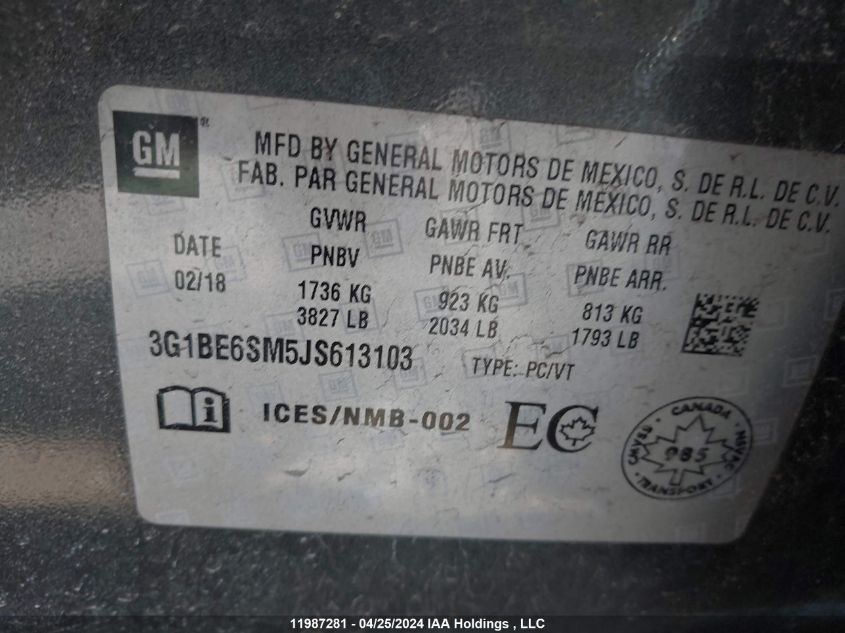 GM ®
MFD BY GENERAL MOTORS DE MEXICO, S. DE R.L. DE C.V.
FAB. PAR GENERAL MOTORS DE MEXICO, S. DE R.L. DE C.V.
DATE
02/18
GVWR
PNBV
1736 KG
3827 LB
GAWR FRT
PNBE AV.
923 KG
2034 LB
GAWR RR
PNBE ARR.
813 KG
1793 LB
3G1BE6SM5JS613103 TYPE: PC/VT
i ICES/NMB-002 EC
CANADA
CMVSS NSVAC
985
TRANSPORT
11987281 - 04/25/2024 IAA Holdings , LLC